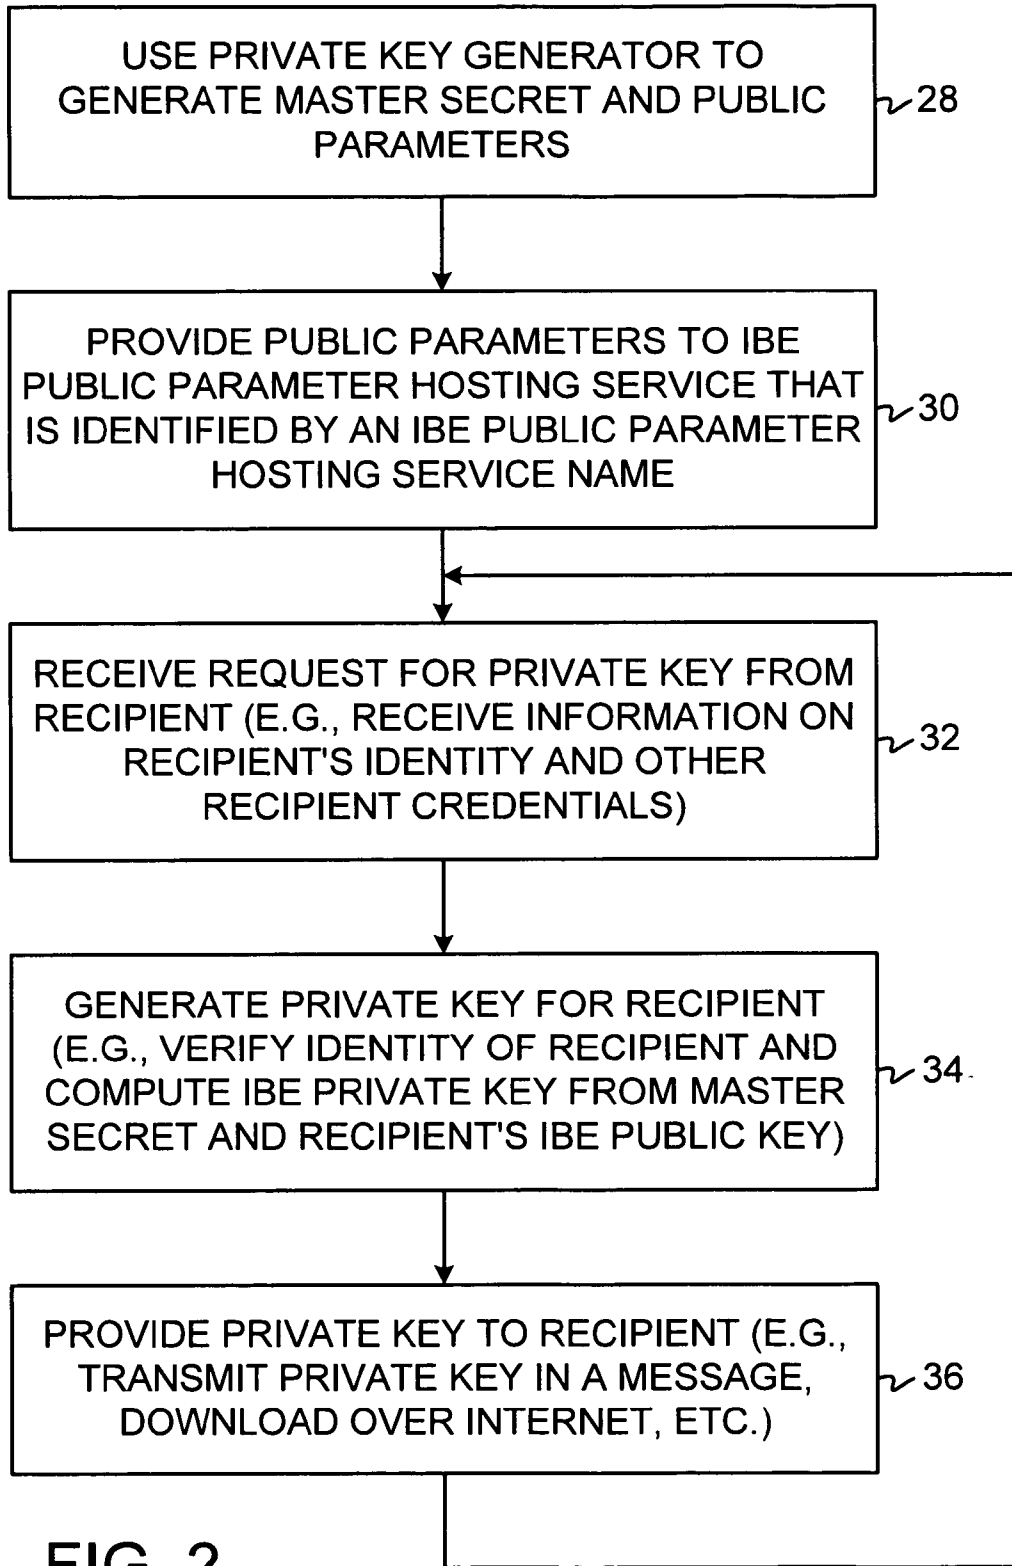 USE PRIVATE KEY GENERATOR TO
GENERATE MASTER SECRET AND PUBLIC
PARAMETERS
28
PROVIDE PUBLIC PARAMETERS TO IBE
PUBLIC PARAMETER HOSTING SERVICE THAT
IS IDENTIFIED BY AN IBE PUBLIC PARAMETER
HOSTING SERVICE NAME
30
RECEIVE REQUEST FOR PRIVATE KEY FROM
RECIPIENT (E.G., RECEIVE INFORMATION ON
RECIPIENT'S IDENTITY AND OTHER
RECIPIENT CREDENTIALS)
32
GENERATE PRIVATE KEY FOR RECIPIENT
(E.G., VERIFY IDENTITY OF RECIPIENT AND
COMPUTE IBE PRIVATE KEY FROM MASTER
SECRET AND RECIPIENT'S IBE PUBLIC KEY)
34
PROVIDE PRIVATE KEY TO RECIPIENT (E.G.,
TRANSMIT PRIVATE KEY IN A MESSAGE,
DOWNLOAD OVER INTERNET, ETC.)
36
FIG. 2